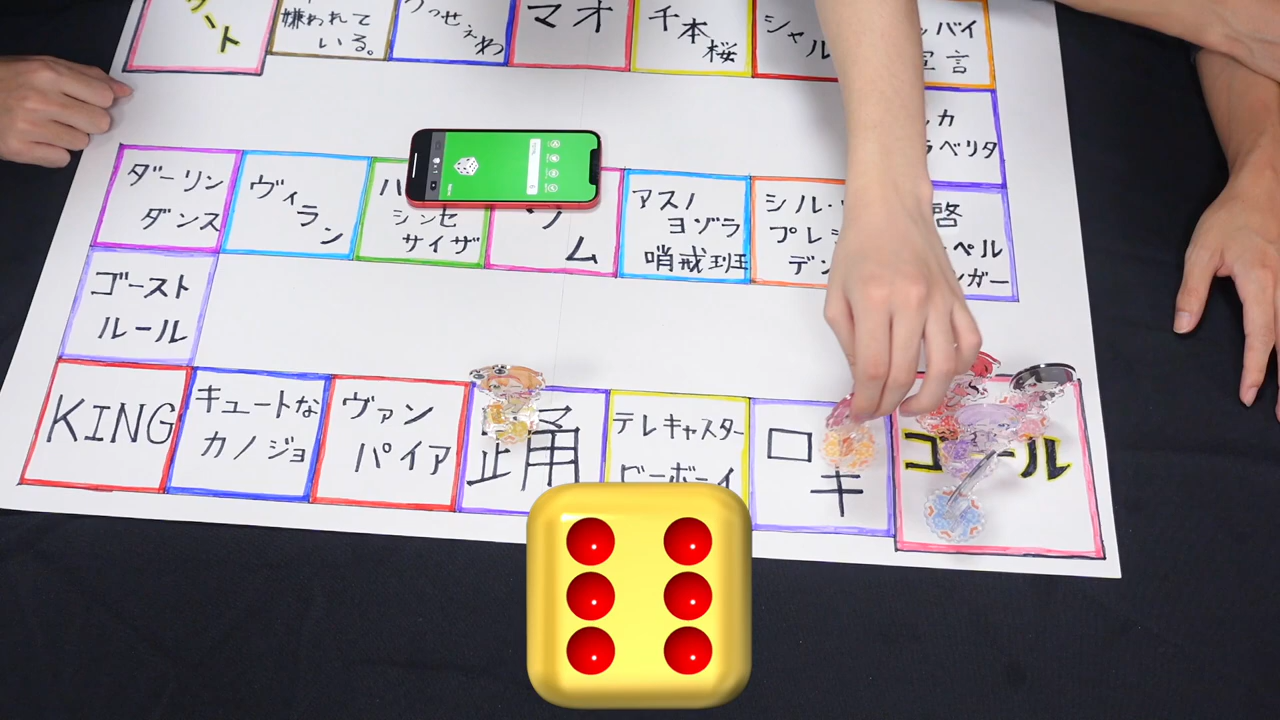 嫌われて
いる。
うっせぇわ
マオ
千本
桜
シャル
バイ
宣言
カ
ラベリタ
ダーリン
ダンス
ヴィ
ラン
シンセ
サイザ
ム
アスノ
ヨゾラ
哨戒班
シル・
プレシ
デン
啓
ペル
ンガー
ゴースト
ルール
KING
キュートな
カノジョ
ヴァン
パイア
踊
テレキャスター
ビーボーイ
ロ
キ
ゴール